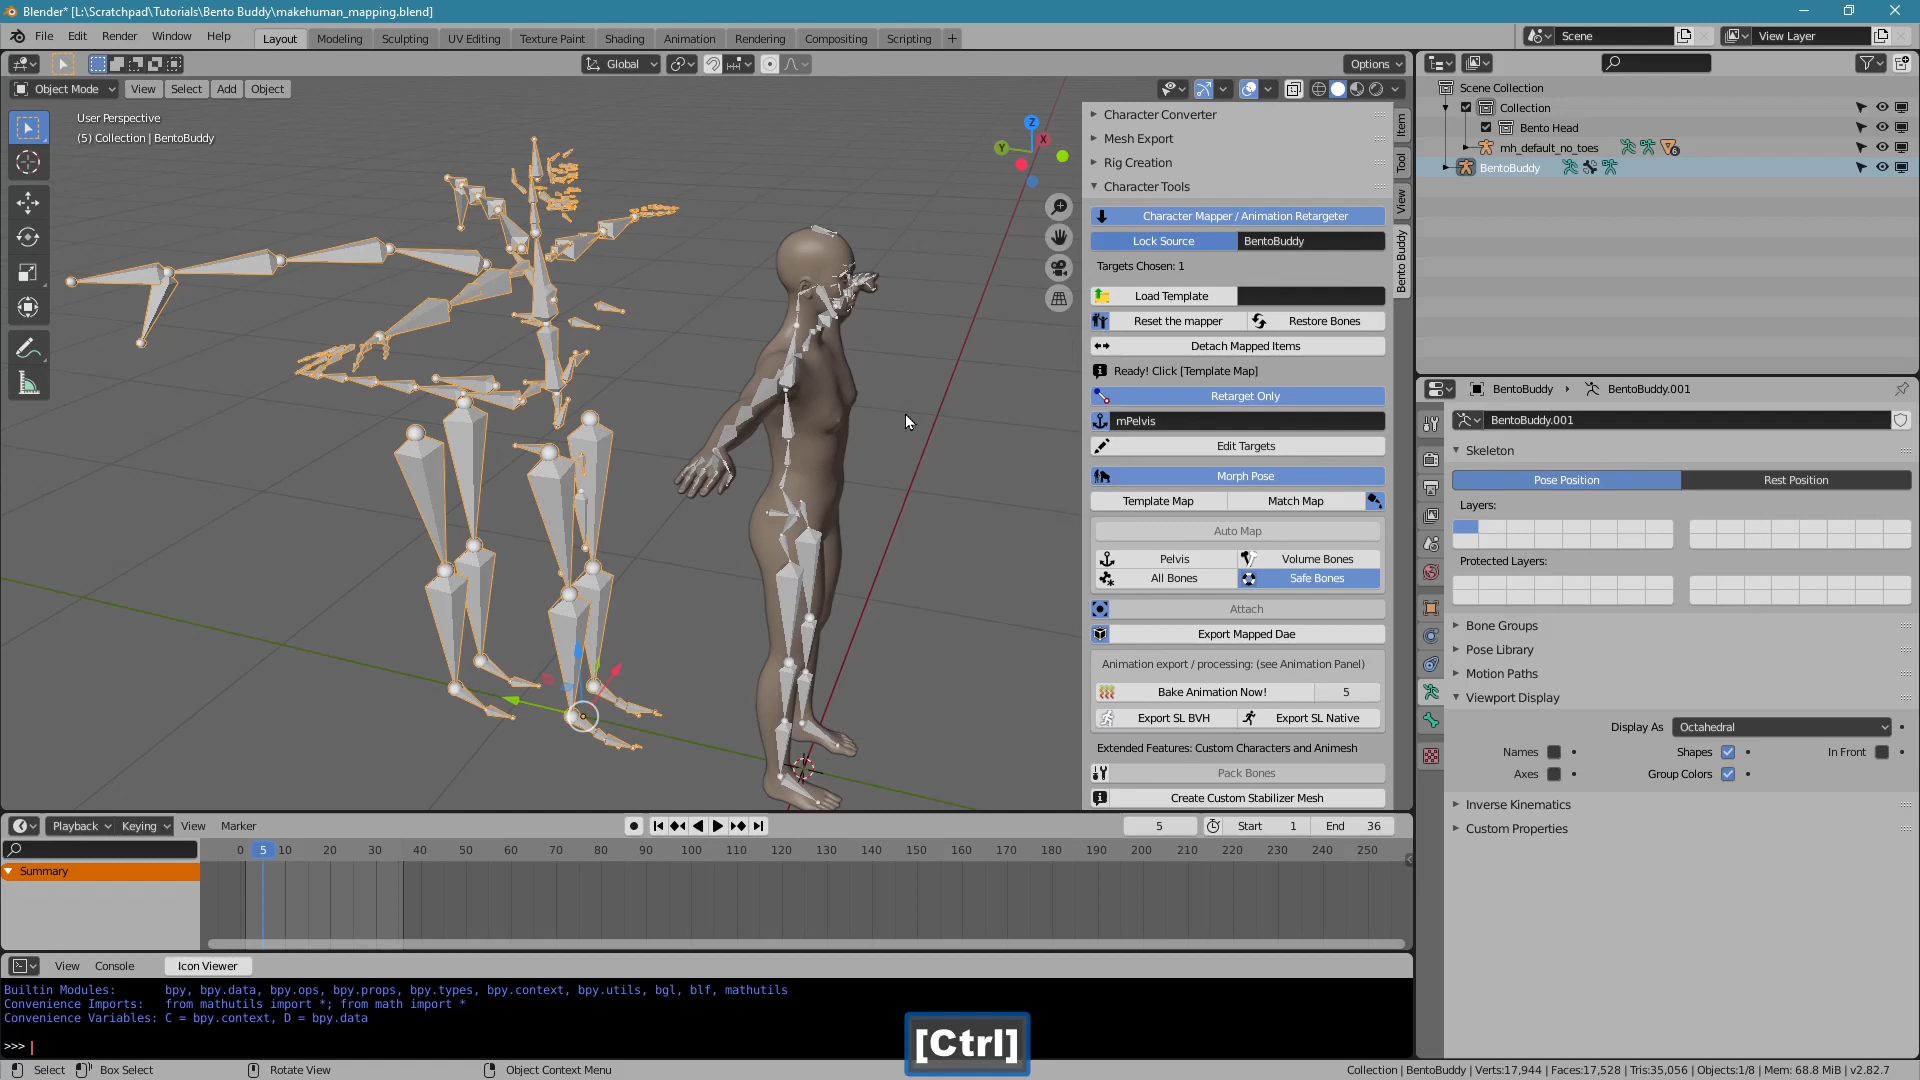 Blender* [L:\Scratchpad\Tutorials\Bento Buddy\makehuman_mapping.blend]
File Edit Render Window Help
Layout Modeling Sculpting UV Editing Texture Paint Shading Animation Rendering Compositing Scripting +
Scene
View Layer
Global
Options
Object Mode View Select Add Object
User Perspective
(5) Collection | BentoBuddy
Z
X
Y
Character Converter
Mesh Export
Rig Creation
Character Tools
Character Mapper / Animation Retargeter
Lock Source BentoBuddy
Targets Chosen: 1
Load Template
Reset the mapper Restore Bones
Detach Mapped Items
Ready! Click [Template Map]
Retarget Only
mPelvis
Edit Targets
Morph Pose
Template Map Match Map
Auto Map
Pelvis Volume Bones
All Bones Safe Bones
Attach
Export Mapped Dae
Animation export / processing: (see Animation Panel)
Bake Animation Now! 5
Export SL BVH Export SL Native
Extended Features: Custom Characters and Animesh
Pack Bones
Create Custom Stabilizer Mesh
Item
Tool
View
Bento Buddy
Scene Collection
Collection
Bento Head
mh_default_no_toes
6
BentoBuddy
BentoBuddy BentoBuddy.001
BentoBuddy.001
Skeleton
Pose Position Rest Position
Layers:
Protected Layers:
Bone Groups
Pose Library
Motion Paths
Viewport Display
Display As Octahedral
Names Shapes In Front
Axes Group Colors
Inverse Kinematics
Custom Properties
Playback Keying View Marker
5 Start 1 End 36
0 5 10 20 30 40 50 60 70 80 90 100 110 120 130 140 150 160 170 180 190 200 210 220 230 240 250
Summary
View Console Icon Viewer
Builtin Modules: bpy, bpy.data, bpy.ops, bpy.props, bpy.types, bpy.context, bpy.utils, bgl, blf, mathutils
Convenience Imports: from mathutils import *; from math import *
Convenience Variables: C = bpy.context, D = bpy.data
>>>
[Ctrl]
Select Box Select Rotate View Object Context Menu
Collection | BentoBuddy | Verts:17,944 | Faces:17,528 | Tris:35,056 | Objects:1/8 | Mem: 68.8 MiB | v2.82.7